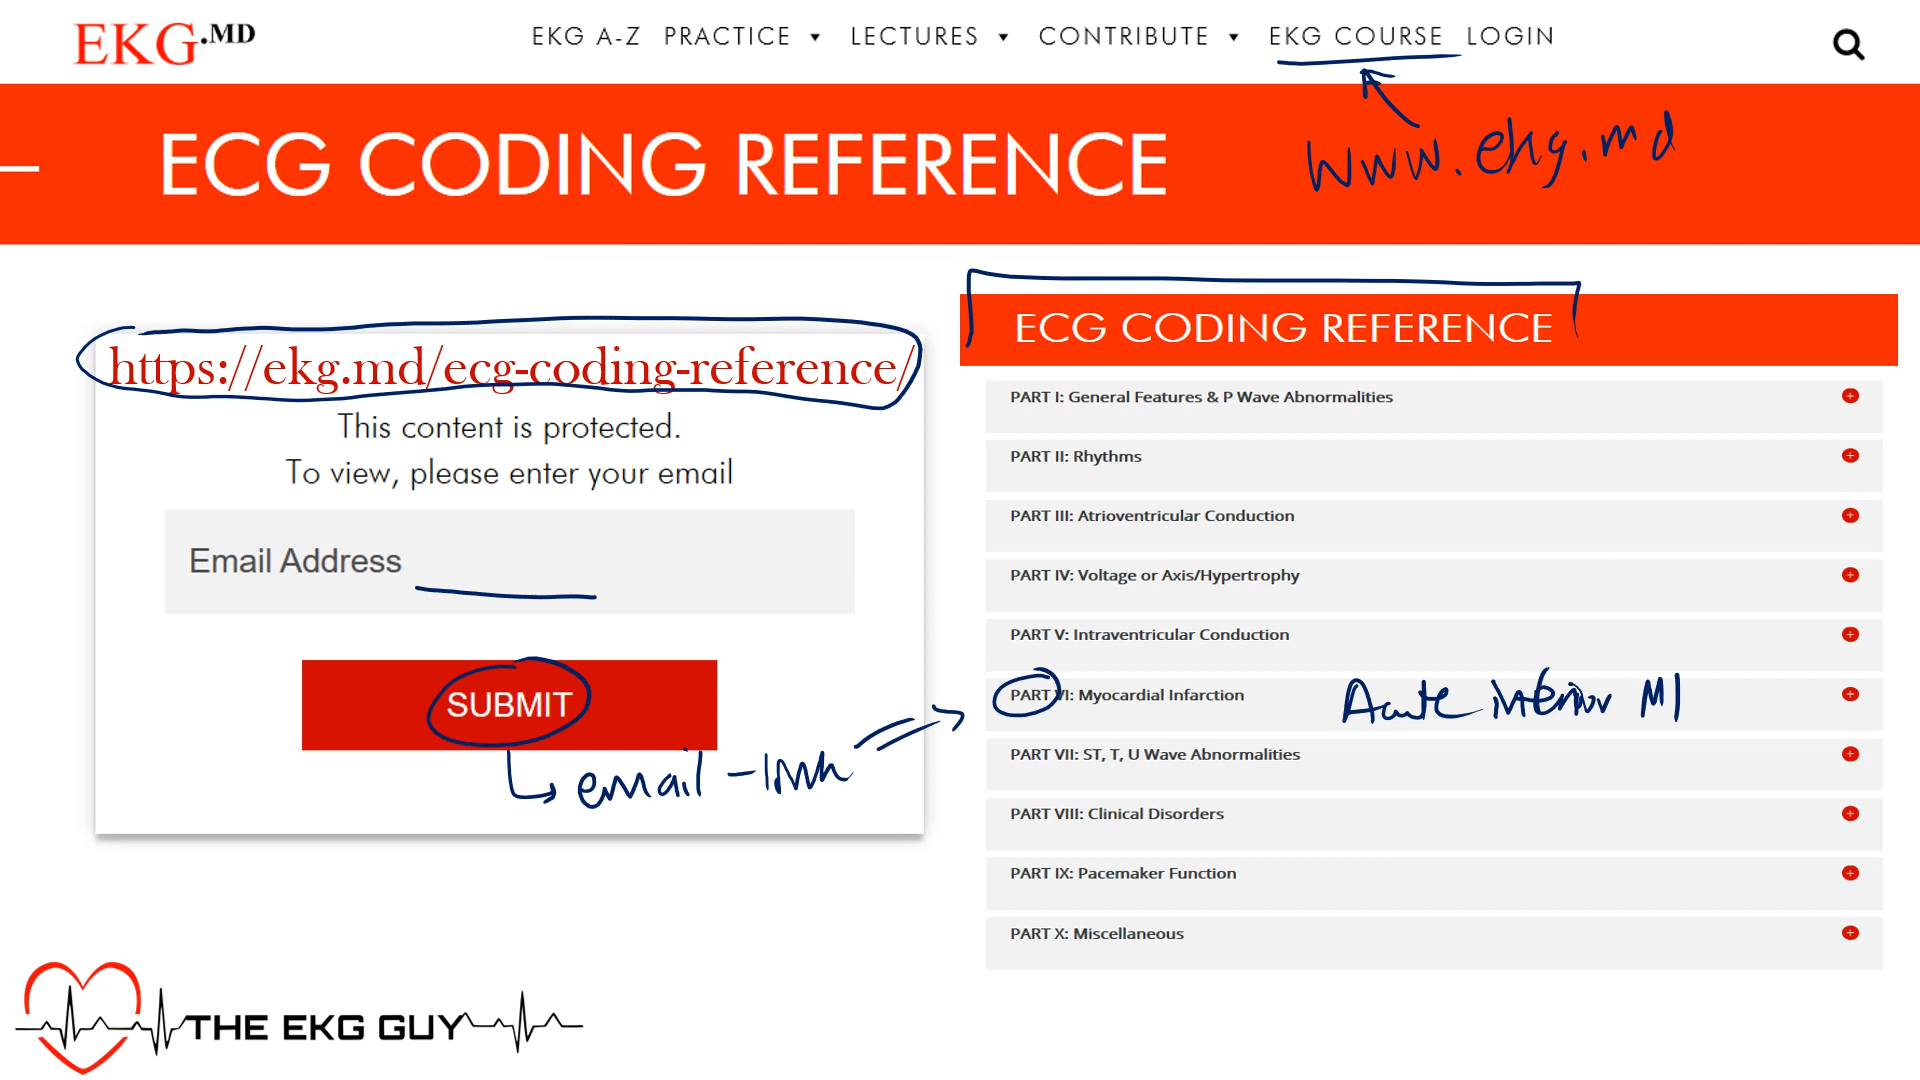 EKG.MD
EKG A-Z PRACTICE LECTURES CONTRIBUTE EKG COURSE LOGIN
ECG CODING REFERENCE
www.ekg.md
https://ekg.md/ecg-coding-reference/
This content is protected.
To view, please enter your email
Email Address
SUBMIT
email - link
ECG CODING REFERENCE
PART I: General Features & P Wave Abnormalities
PART II: Rhythms
PART III: Atrioventricular Conduction
PART IV: Voltage or Axis/Hypertrophy
PART V: Intraventricular Conduction
PART VI: Myocardial Infarction
Acute inferior MI
PART VII: ST, T, U Wave Abnormalities
PART VIII: Clinical Disorders
PART IX: Pacemaker Function
PART X: Miscellaneous
THE EKG GUY